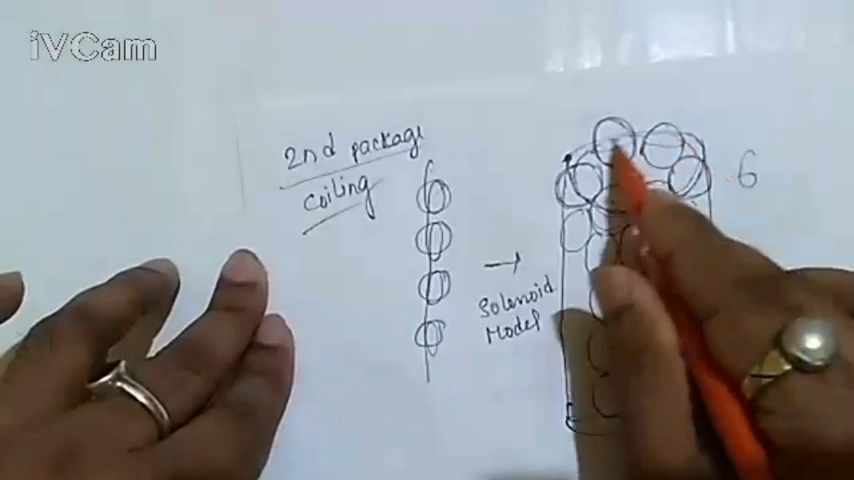 iVCam
2nd package
coiling
→
Solenoid
Model
6